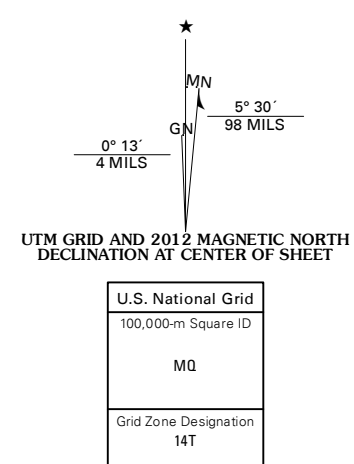 MN
GN
5° 30´
98 MILS
0° 13´
4 MILS
UTM GRID AND 2012 MAGNETIC NORTH
DECLINATION AT CENTER OF SHEET
U.S. National Grid
100,000-m Square ID
MQ
Grid Zone Designation
14T